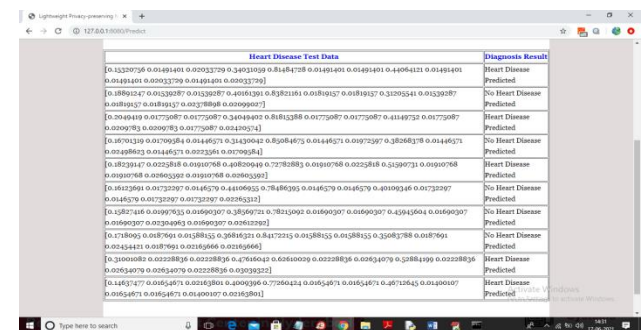 Lightweight Privacy-preserving
127.0.0.1:8000/Predict
Heart Disease Test Data Diagnosis Result
[0.15320756 0.01491401 0.02033729 0.34031059 0.81484728 0.01491401 0.01491401 0.44064121 0.01491401 Heart Disease
0.01491401 0.02033729 0.01491401 0.02033729] Predicted
[0.18891247 0.01539287 0.01539287 0.40161391 0.83821161 0.01819157 0.01819157 0.31205541 0.01539287 No Heart Disease
0.01819157 0.01819157 0.02378898 0.02099027] Predicted
[0.2049419 0.01775087 0.01775087 0.34049402 0.81815388 0.01775087 0.01775087 0.41149752 0.01775087 Heart Disease
0.0209783 0.0209783 0.01775087 0.02420574] Predicted
[0.16701319 0.01709584 0.01446571 0.31430042 0.85084675 0.01446571 0.01972597 0.38268378 0.01446571 No Heart Disease
0.02498623 0.01446571 0.0223561 0.01709584] Predicted
[0.18239147 0.0225818 0.01910768 0.40820949 0.72782883 0.01910768 0.0225818 0.51590731 0.01910768 Heart Disease
0.01910768 0.02605592 0.01910768 0.02605592] Predicted
[0.16123691 0.01732297 0.0146579 0.44106955 0.78486395 0.0146579 0.0146579 0.40109346 0.01732297 No Heart Disease
0.0146579 0.01732297 0.01732297 0.02265312] Predicted
[0.15827416 0.01997635 0.01690307 0.38569721 0.78215092 0.01690307 0.01690307 0.45945604 0.01690307 No Heart Disease
0.01690307 0.02304963 0.01690307 0.02612292] Predicted
[0.1718095 0.0187691 0.01588155 0.36816321 0.84172215 0.01588155 0.01588155 0.35083788 0.0187691 No Heart Disease
0.02454421 0.0187691 0.02165666 0.02165666] Predicted
[0.31001082 0.02228836 0.02228836 0.47616042 0.62610029 0.02228836 0.02634079 0.52884199 0.02228836 Heart Disease
0.02634079 0.02634079 0.02228836 0.03039322] Predicted
[0.14637477 0.01654671 0.02163801 0.4009396 0.77260424 0.01654671 0.01654671 0.46712645 0.01400107 Heart Disease
0.01654671 0.01654671 0.01400107 0.02163801] Predicted
Activate Windows
Type here to search
14:31